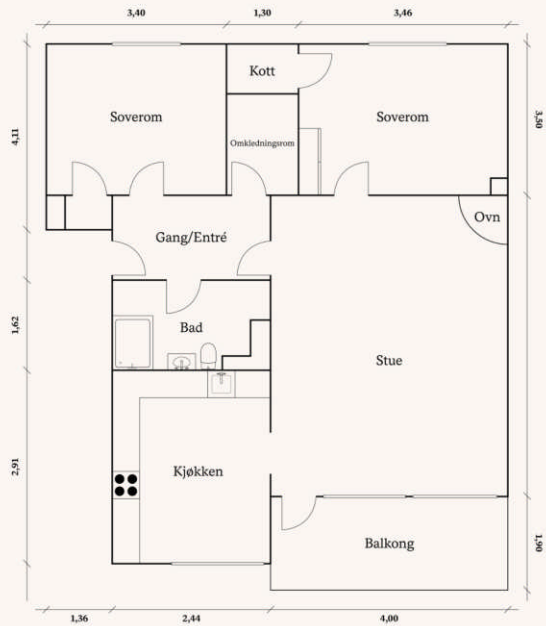 3,40
1,30
3,46
Kott
Soverom
Soverom
4,11
3,50
Omkledningsrom
Ovn
Gang/Entré
Bad
1,62
Stue
Kjøkken
2,91
Balkong
1,90
1,36
2,44
4,00